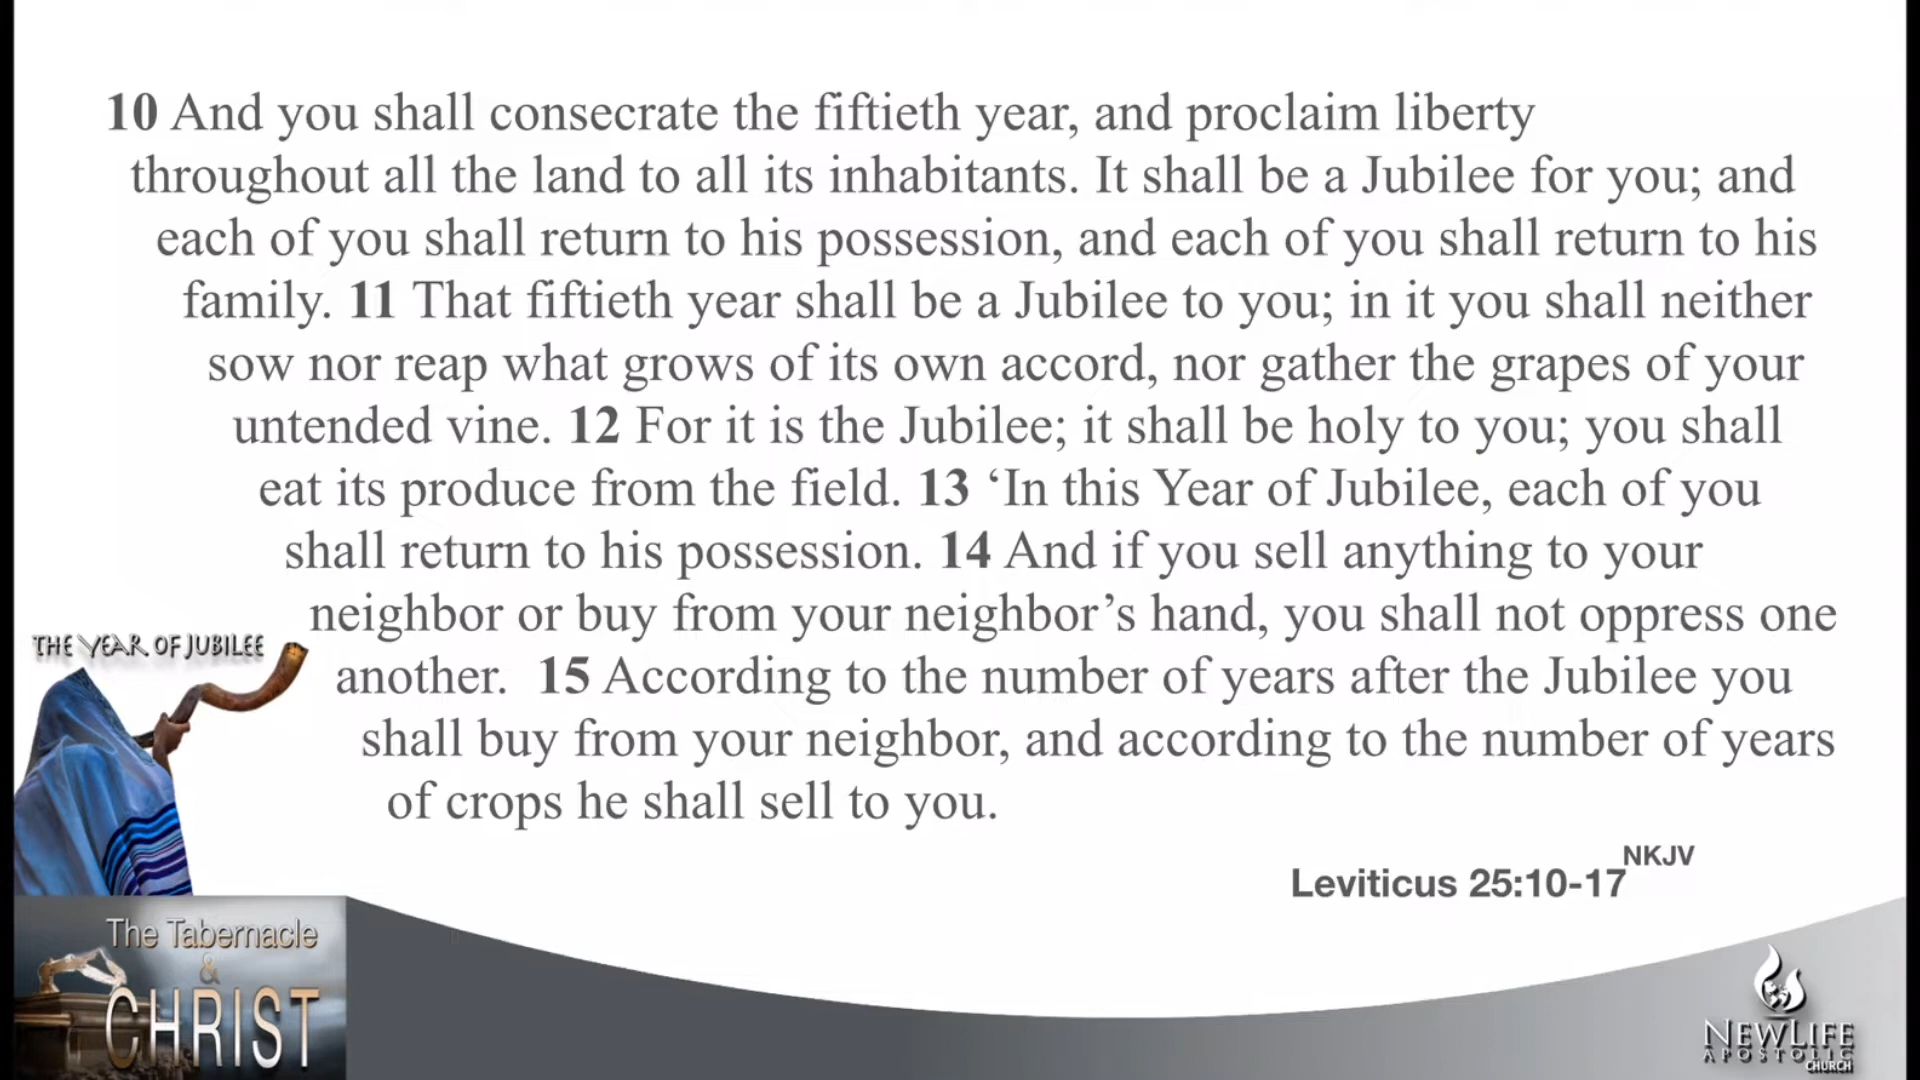 10 And you shall consecrate the fiftieth year, and proclaim liberty
throughout all the land to all its inhabitants. It shall be a Jubilee for you; and
each of you shall return to his possession, and each of you shall return to his
family. 11 That fiftieth year shall be a Jubilee to you; in it you shall neither
sow nor reap what grows of its own accord, nor gather the grapes of your
untended vine. 12 For it is the Jubilee; it shall be holy to you; you shall
eat its produce from the field. 13 ‘In this Year of Jubilee, each of you
shall return to his possession. 14 And if you sell anything to your
neighbor or buy from your neighbor’s hand, you shall not oppress one
another.  15 According to the number of years after the Jubilee you
shall buy from your neighbor, and according to the number of years
of crops he shall sell to you.
Leviticus 25:10-17 NKJV
THE YEAR OF JUBILEE
The Tabernacle
&
CHRIST
NEWLIFE
APOSTOLIC
CHURCH